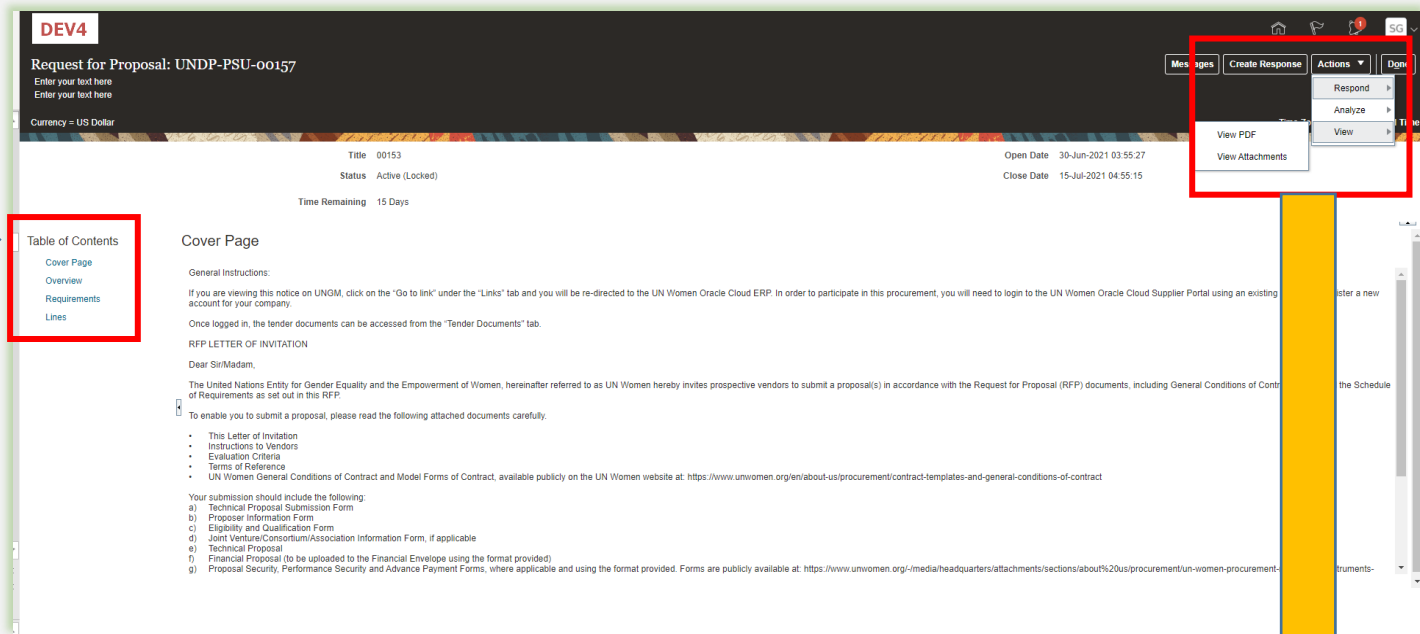 DEV4
1
SG
Request for Proposal: UNDP-PSU-00157
Messages
Create Response
Actions
Done
Enter your text here
Enter your text here
Respond
Analyze
View
View PDF
View Attachments
Currency = US Dollar
Title 00153
Open Date 30-Jun-2021 03:55:27
Status Active (Locked)
Close Date 15-Jul-2021 04:55:15
Time Remaining 15 Days
Table of Contents
Cover Page
Overview
Requirements
Lines
Cover Page
General Instructions:
If you are viewing this notice on UNGM, click on the “Go to link” under the “Links” tab and you will be re-directed to the UN Women Oracle Cloud ERP. In order to participate in this procurement, you will need to login to the UN Women Oracle Cloud Supplier Portal using an existing ister a new
account for your company.
Once logged in, the tender documents can be accessed from the “Tender Documents” tab.
RFP LETTER OF INVITATION
Dear Sir/Madam,
The United Nations Entity for Gender Equality and the Empowerment of Women, hereinafter referred to as UN Women hereby invites prospective vendors to submit a proposal(s) in accordance with the Request for Proposal (RFP) documents, including General Conditions of Contr the Schedule
of Requirements as set out in this RFP.
To enable you to submit a proposal, please read the following attached documents carefully.
• This Letter of Invitation
• Instructions to Vendors
• Evaluation Criteria
• Terms of Reference
• UN Women General Conditions of Contract and Model Forms of Contract, available publicly on the UN Women website at: https://www.unwomen.org/en/about-us/procurement/contract-templates-and-general-conditions-of-contract
Your submission should include the following:
a) Technical Proposal Submission Form
b) Proposer Information Form
c) Eligibility and Qualification Form
d) Joint Venture/Consortium/Association Information Form, if applicable
e) Technical Proposal
f) Financial Proposal (to be uploaded to the Financial Envelope using the format provided)
g) Proposal Security, Performance Security and Advance Payment Forms, where applicable and using the format provided. Forms are publicly available at: https://www.unwomen.org/-/media/headquarters/attachments/sections/about%20us/procurement/un-women-procurement- truments-